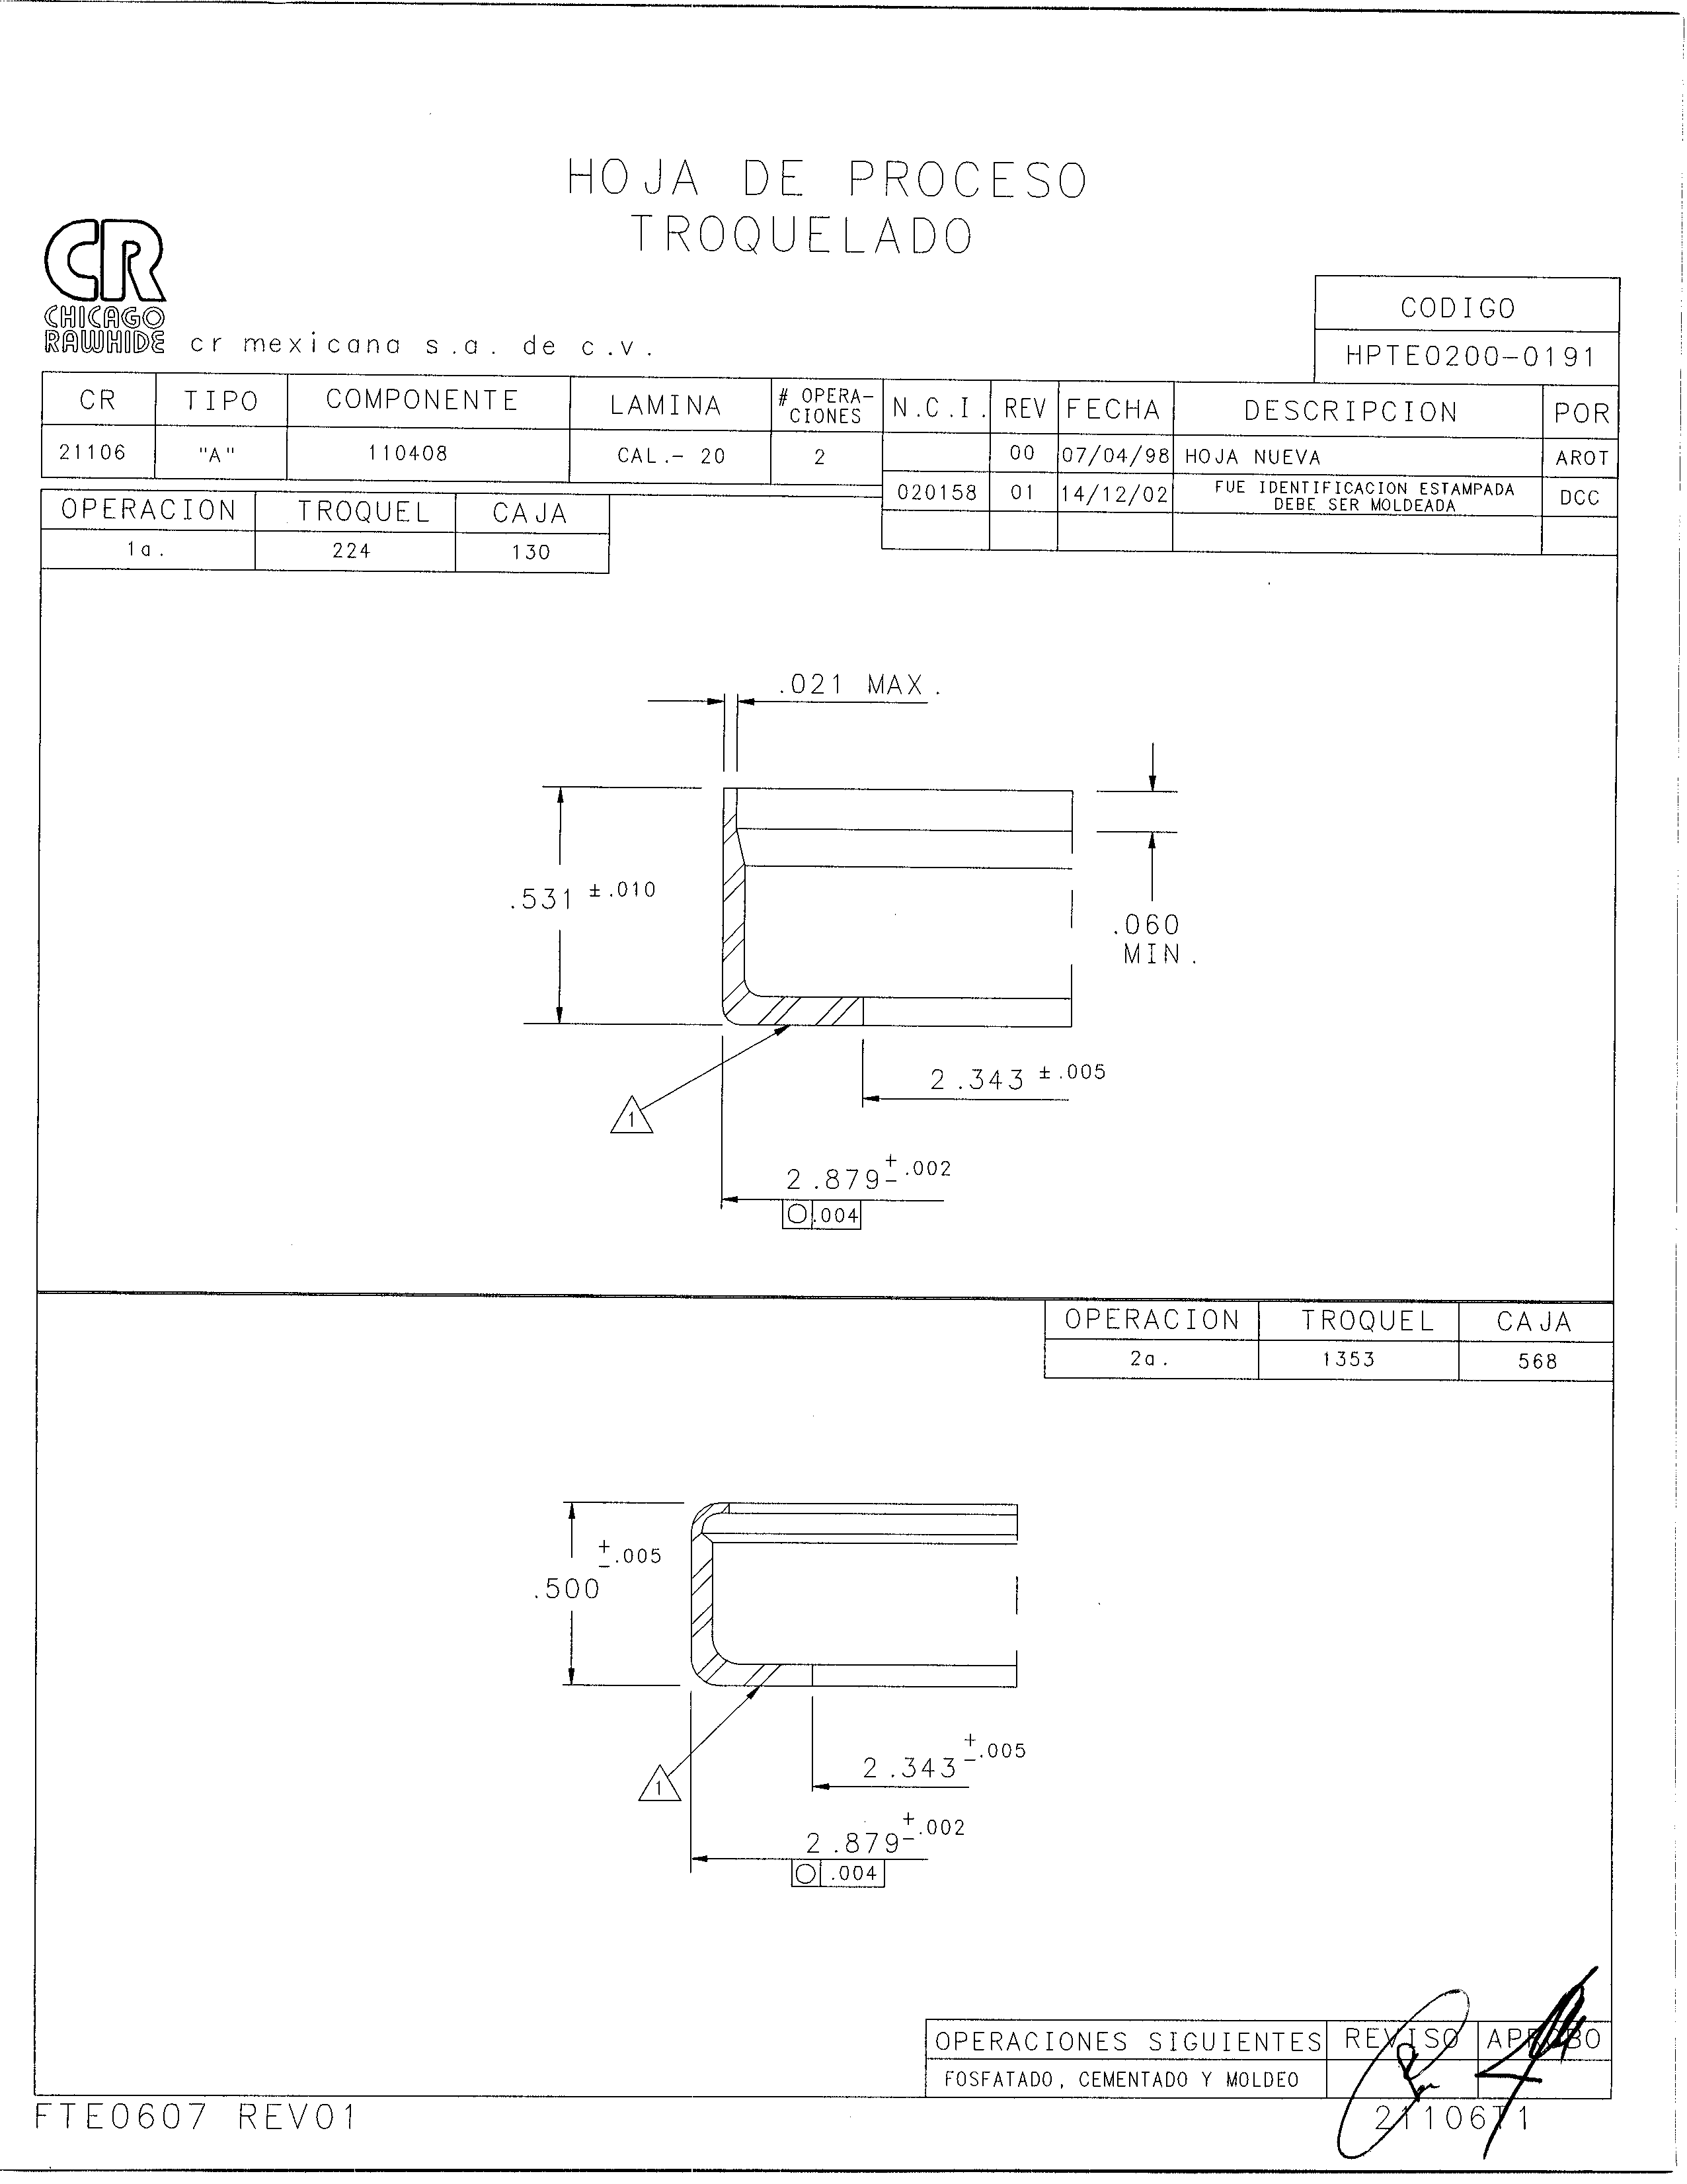 HOJA DE PROCESO
TROQUELADO
CR
CHICAGO
RAWHIDE
cr mexicana s.a. de c.v.
CODIGO
HPTE0200-0191
CR TIPO COMPONENTE LAMINA # OPERA-CIONES N.C.I. REV FECHA DESCRIPCION POR
21106 "A" 110408 CAL.- 20 2 00 07/04/98 HOJA NUEVA AROT
020158 01 14/12/02 FUE IDENTIFICACION ESTAMPADA
DEBE SER MOLDEADA DCC
OPERACION TROQUEL CAJA
1a. 224 130
.021 MAX.
.531 ±.010
.060
MIN.
2.343 ±.005
1
2.879 ±.002
.004
OPERACION TROQUEL CAJA
2a. 1353 568
±.005
.500
2.343 ±.005
1
2.879 ±.002
.004
OPERACIONES SIGUIENTES REVISO APROBO
FOSFATADO, CEMENTADO Y MOLDEO
FTE0607 REV01
21106T1